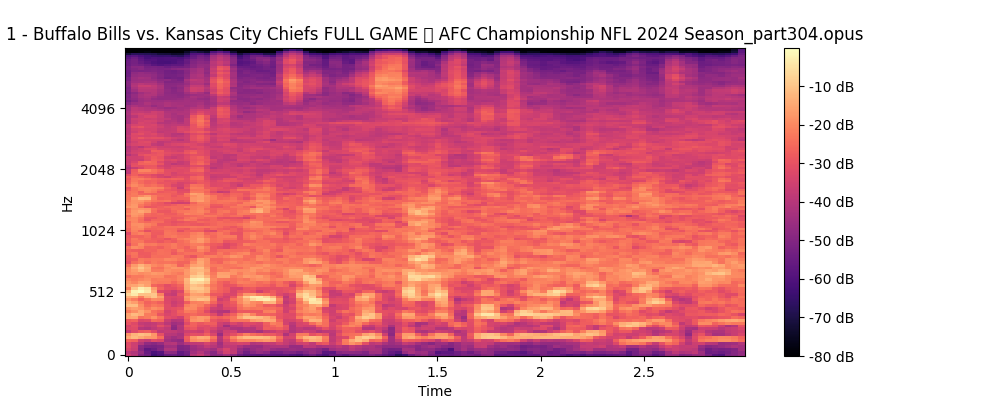 1 - Buffalo Bills vs. Kansas City Chiefs FULL GAME ▯ AFC Championship NFL 2024 Season_part304.opus
Hz
4096
2048
1024
512
0
0 0.5 1 1.5 2 2.5
Time
-10 dB
-20 dB
-30 dB
-40 dB
-50 dB
-60 dB
-70 dB
-80 dB